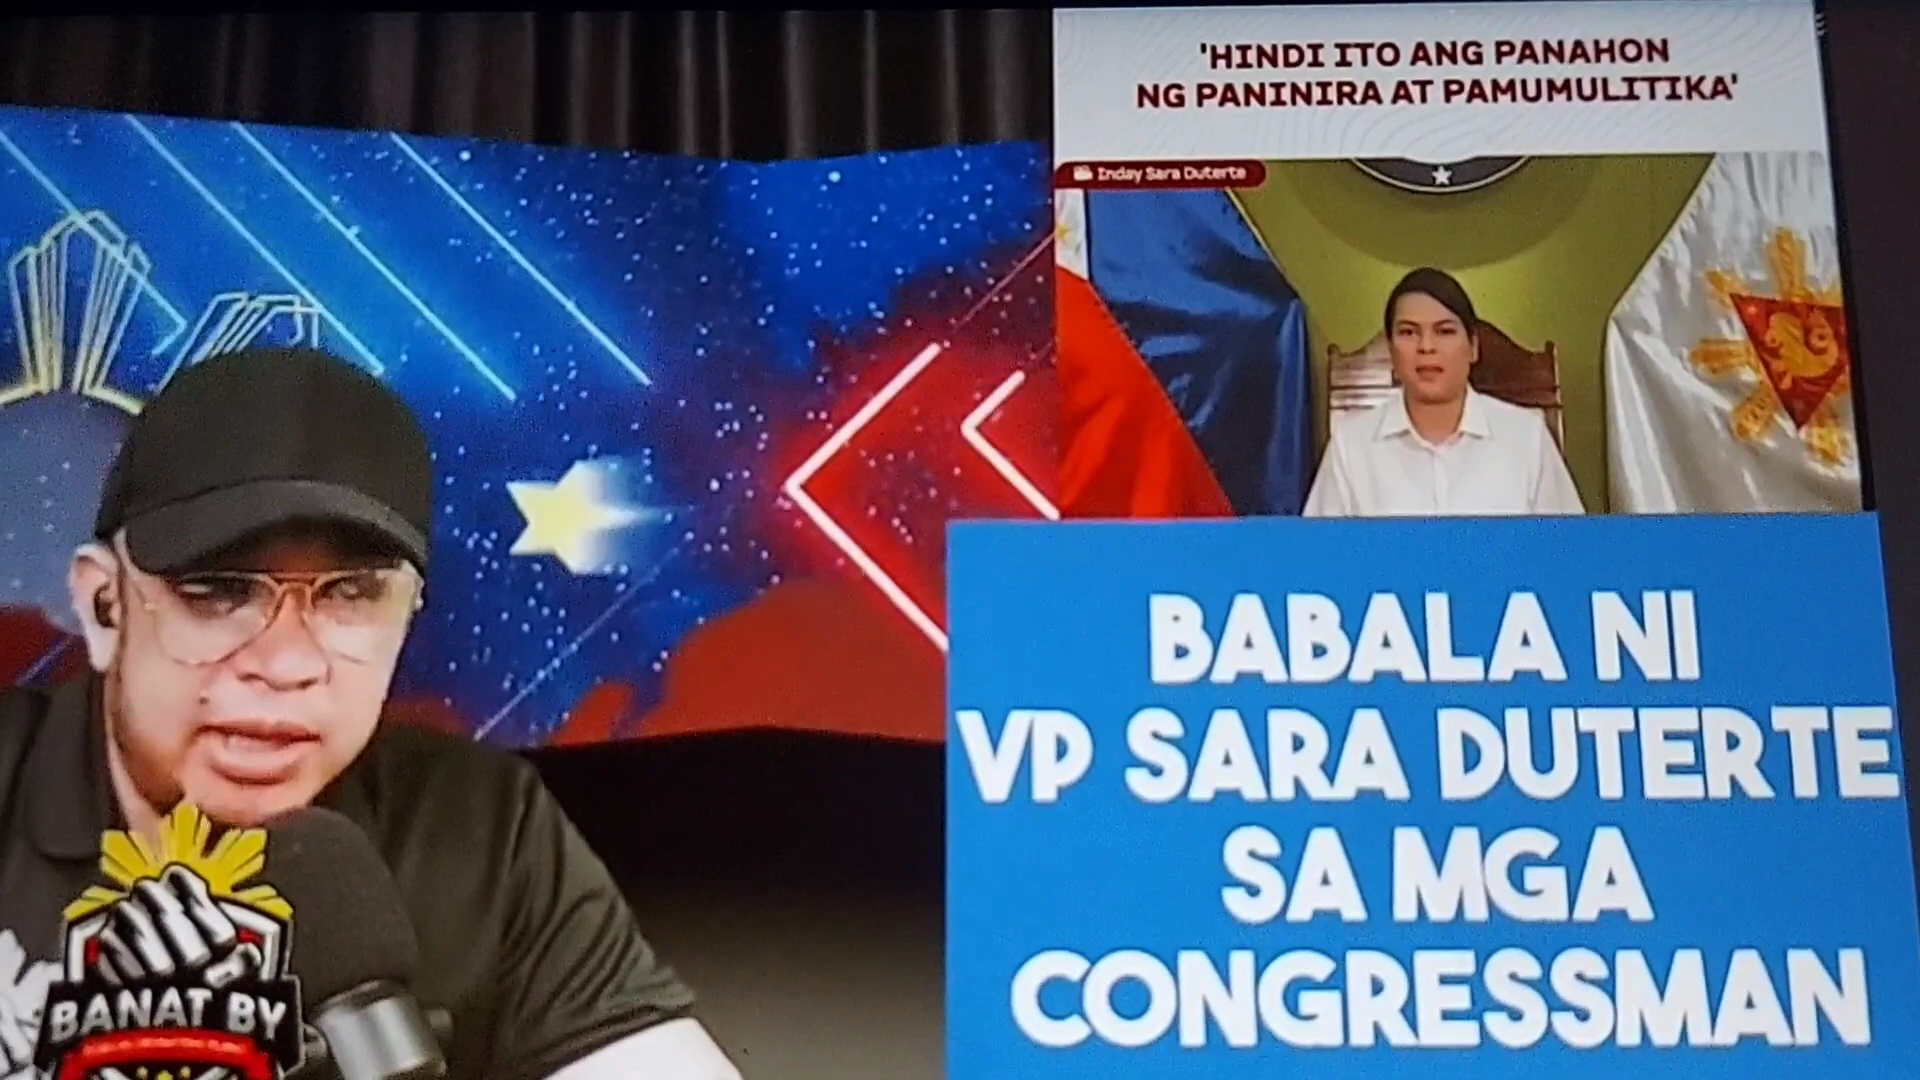 'HINDI ITO ANG PANAHON
NG PANINIRA AT PAMUMULITIKA'
Inday Sara Duterte
BABALA NI
VP SARA DUTERTE
SA MGA
CONGRESSMAN
BANAT BY